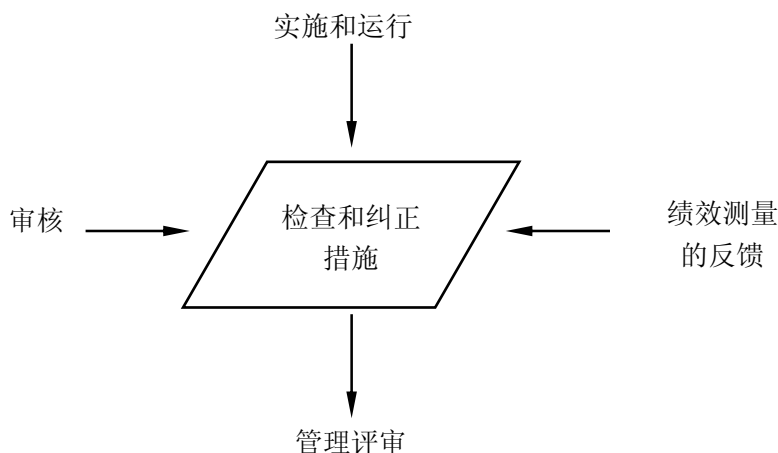 实施和运行
审核
检查和纠正
措施
绩效测量
的反馈
管理评审